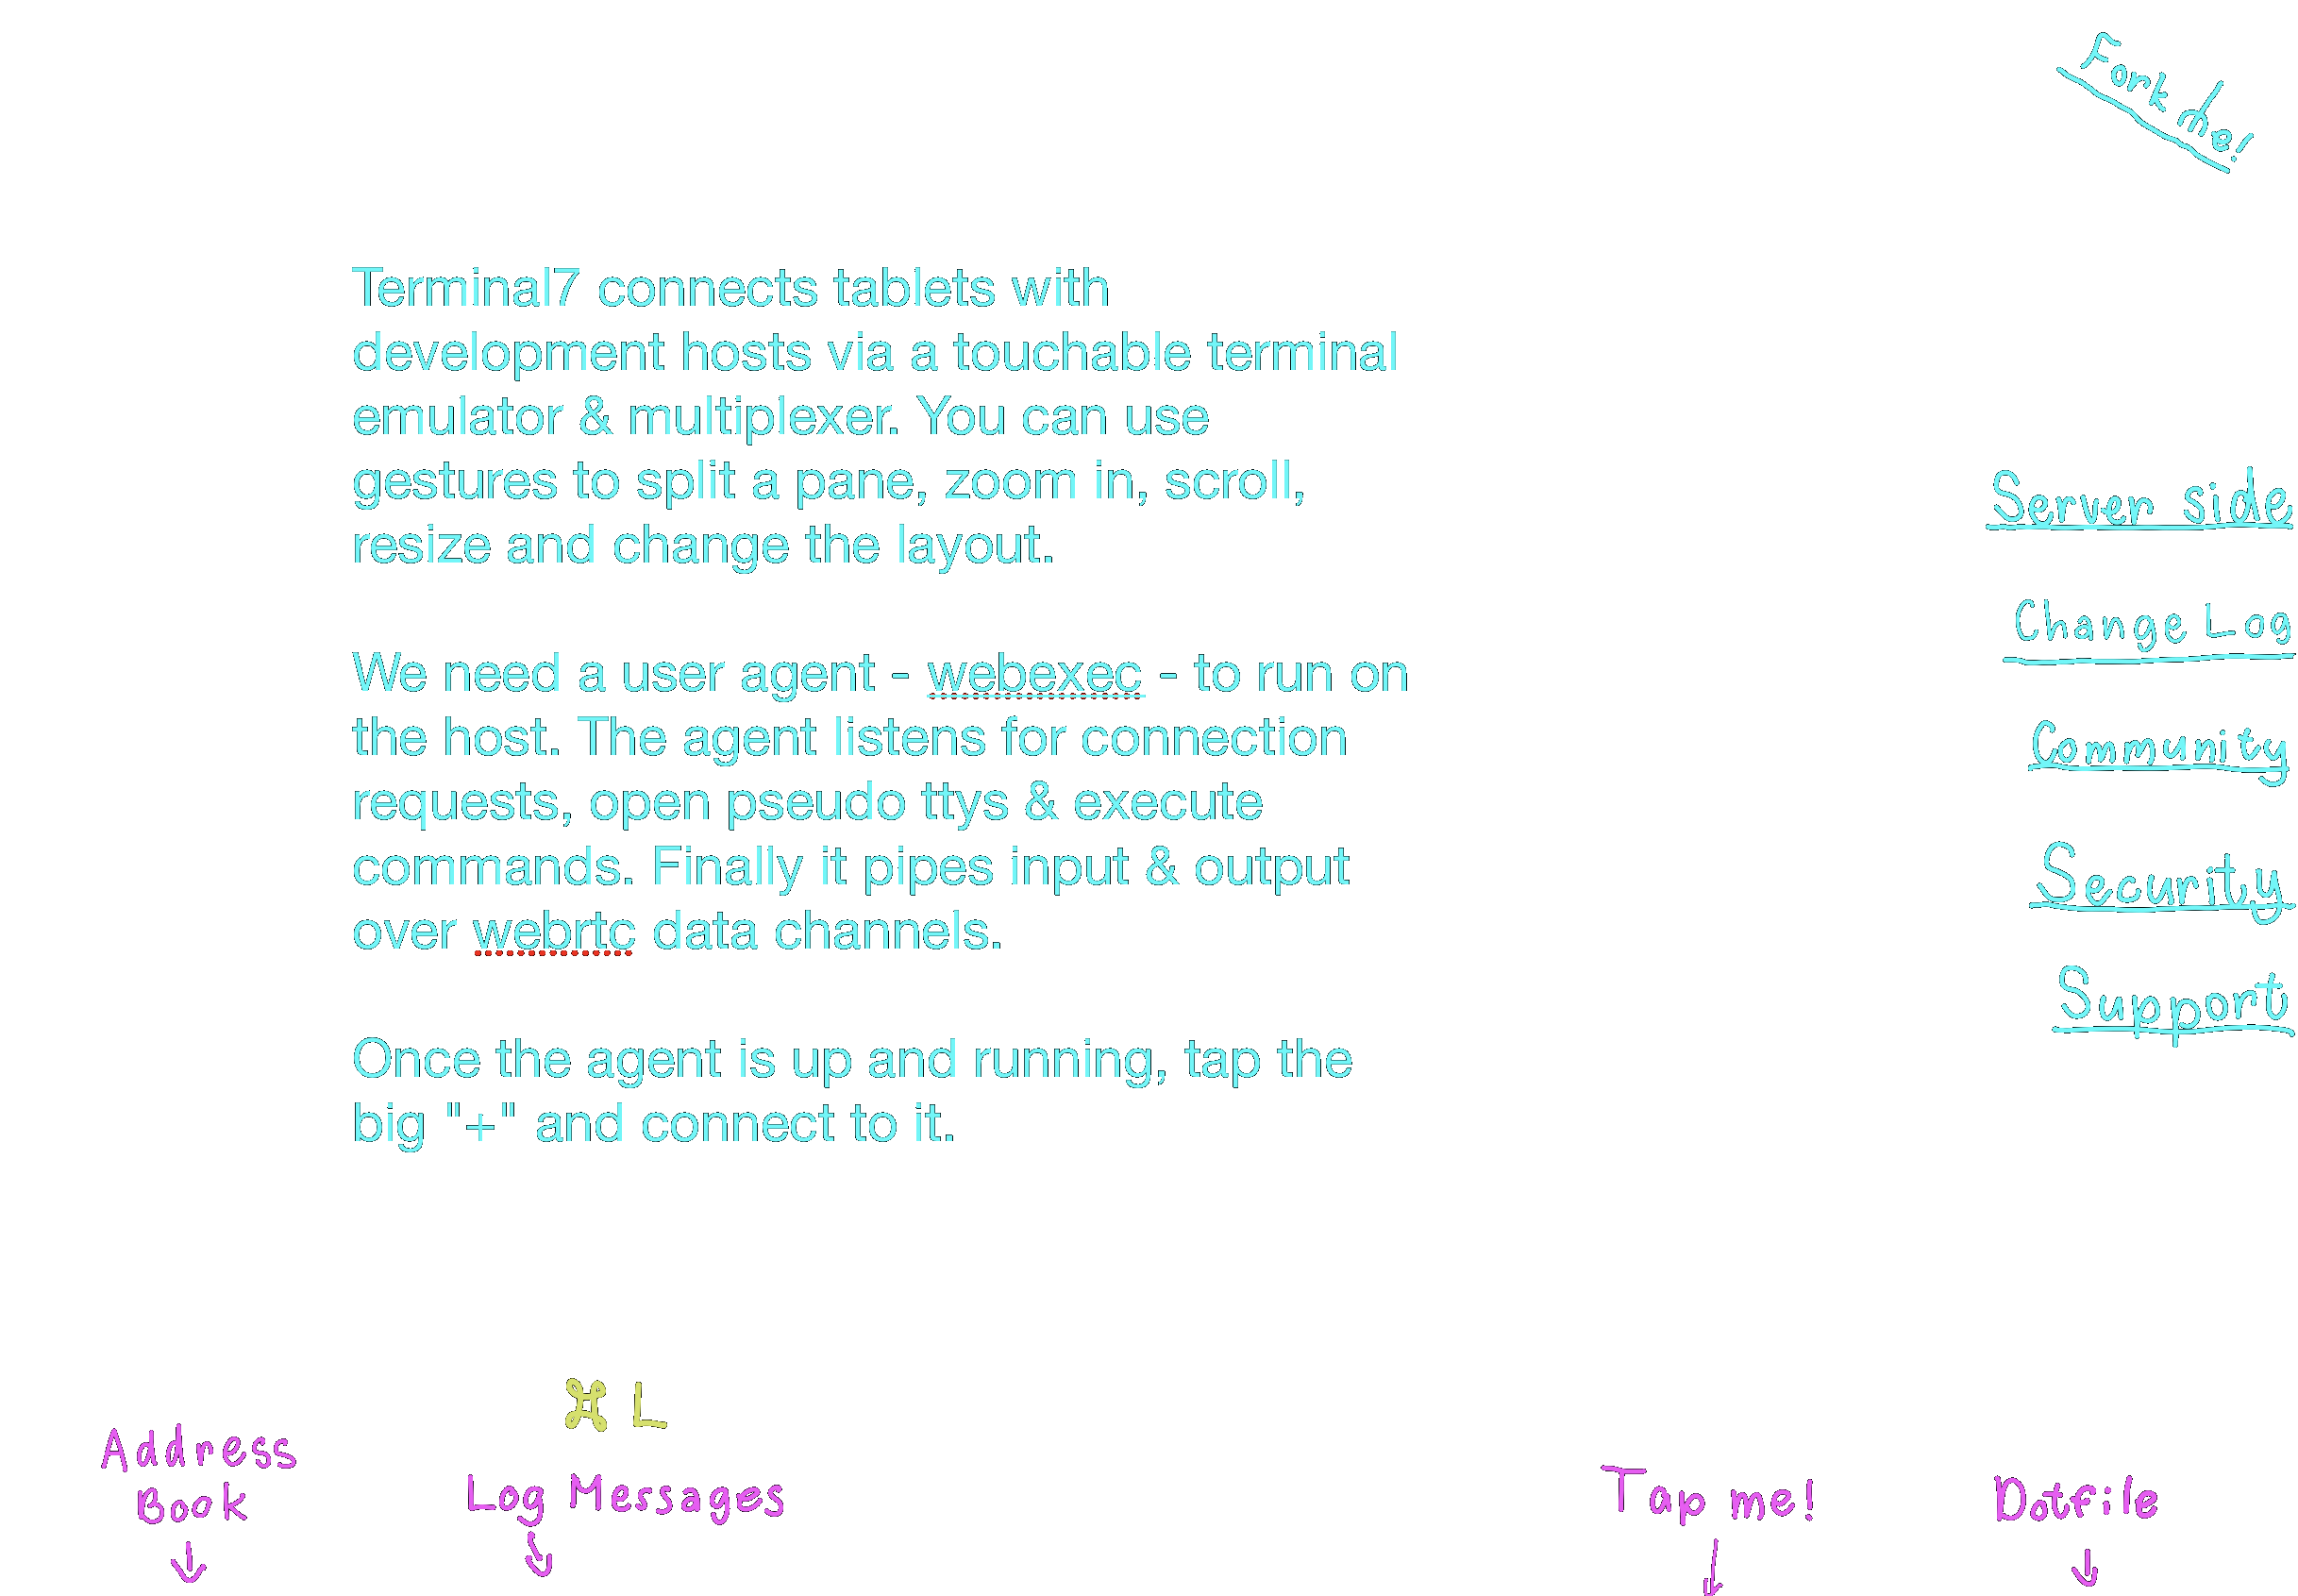 Fork me!
Terminal7 connects tablets with
development hosts via a touchable terminal
emulator & multiplexer. You can use
gestures to split a pane, zoom in, scroll,
resize and change the layout.
We need a user agent - webexec - to run on
the host. The agent listens for connection
requests, open pseudo ttys & execute
commands. Finally it pipes input & output
over webrtc data channels.
Once the agent is up and running, tap the
big "+" and connect to it.
Server side
Change Log
Community
Security
Support
Address
Book
⌘ L
Log Messages
Tap me!
Dotfile